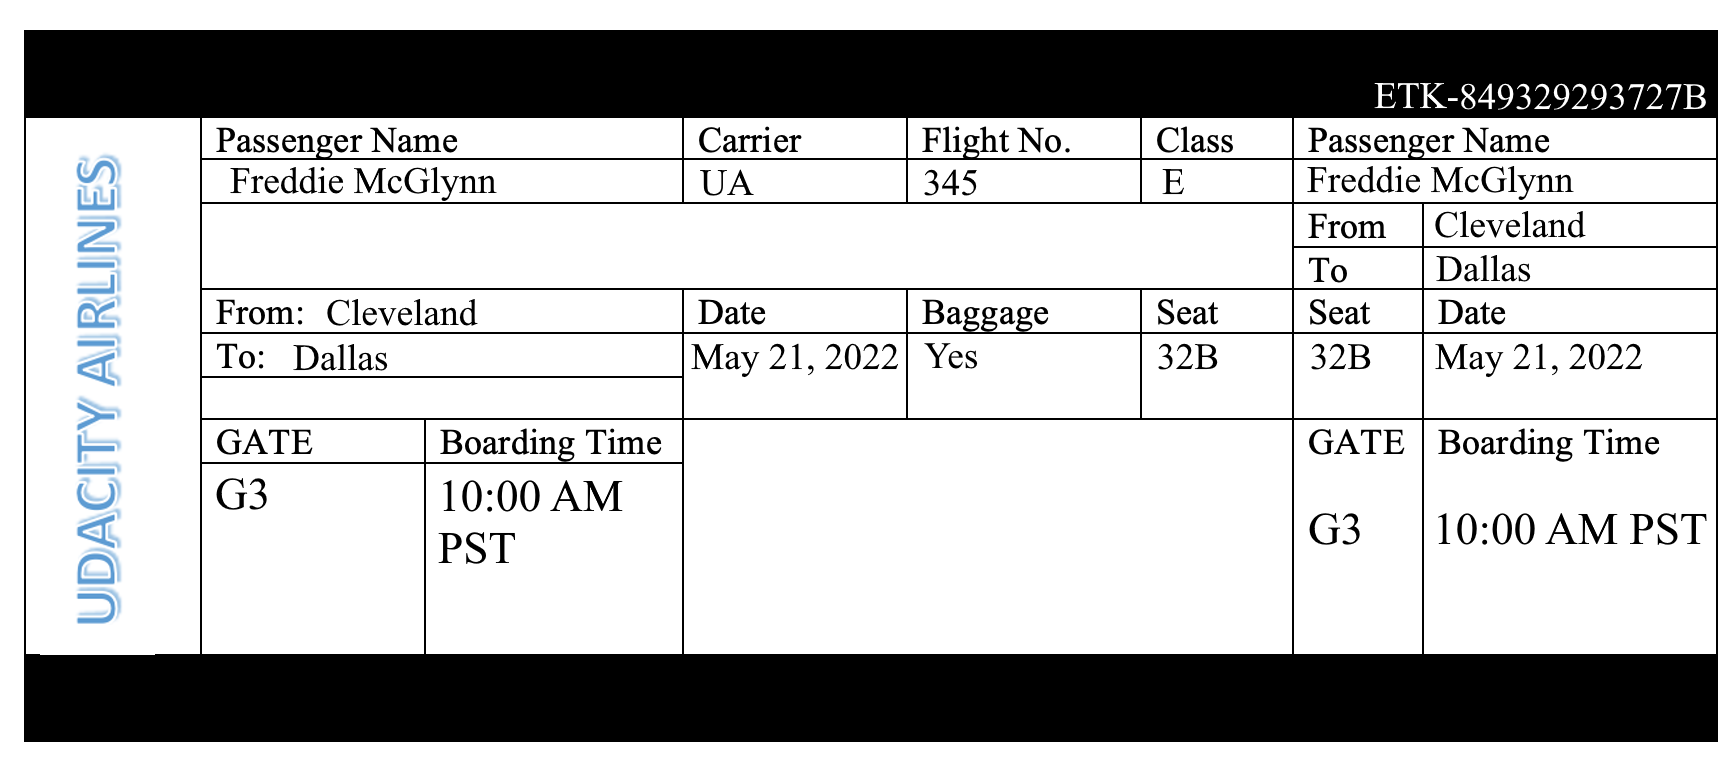 ETK-849329293727B
UDACITY AIRLINES
Passenger Name Carrier Flight No. Class Passenger Name
Freddie McGlynn UA 345 E Freddie McGlynn
From Cleveland
To Dallas
From: Cleveland Date Baggage Seat Seat Date
To: Dallas May 21, 2022 Yes 32B 32B May 21, 2022
GATE Boarding Time GATE Boarding Time
G3 10:00 AM
PST
G3 10:00 AM PST